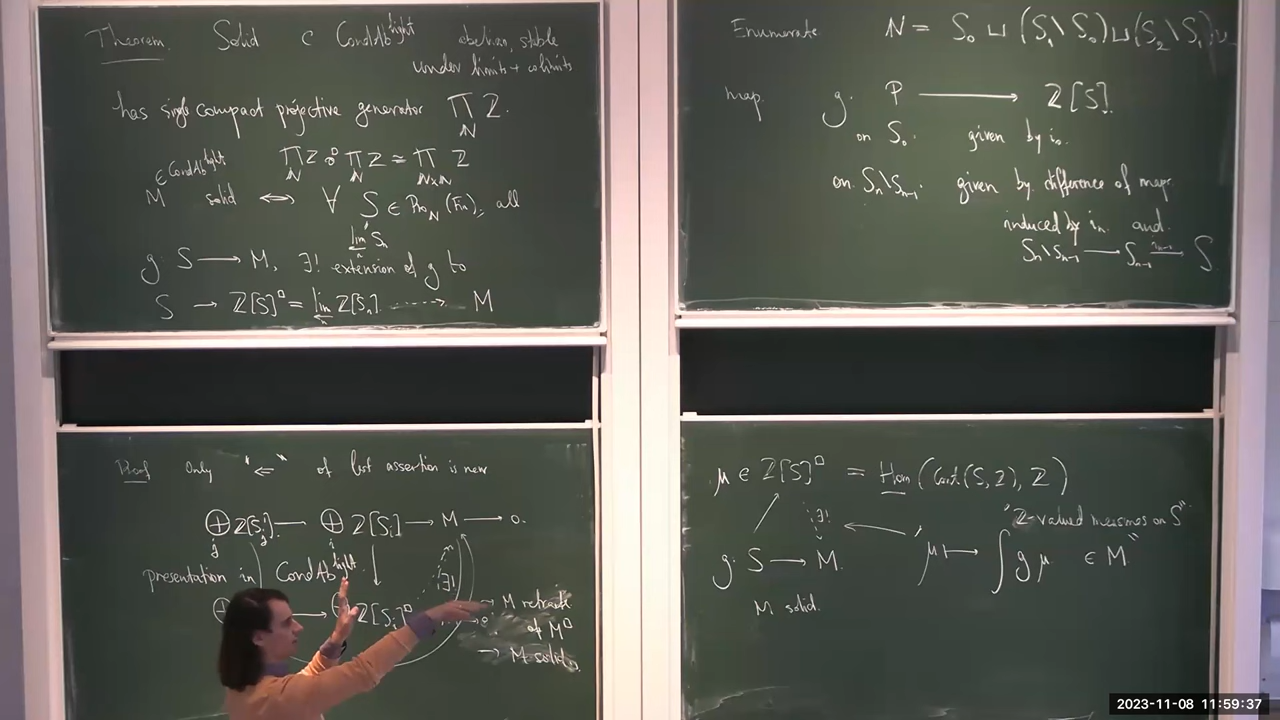 Theorem. Solid ⊂ CondAb^light abelian, stable
under limits + colimits
has single compact projective generator ∏_N Z.
∏_N Z ⊗^□ ∏_N Z ≃ ∏_{N×N} Z
M ∈ CondAb^light solid ⟺ ∀ S ∈ Pro_N(Fin), all
lim S_n
g: S → M, ∃! extension of g to
S → Z[S]^□ = lim_n Z[S_n] ⇢ M
Proof Only "⇐" of last assertion is new
⊕_j Z[S_j] → ⊕_i Z[S_i] → M → 0.
presentation in CondAb^light
∃!
→ ⊕ Z[S_i]^□
→ M retract
of M^□
→ M solid.
Enumerate N = S_0 ⊔ (S_1 \ S_0) ⊔ (S_2 \ S_1) ⊔ ...
map g: P → Z[S].
on S_0: given by i_0.
on S_n \ S_{n-1}: given by difference of maps
induced by i_n and
S_n \ S_{n-1} → S_{n-1} → S
μ ∈ Z[S]^□ = Hom(Cont(S, Z), Z)
"Z-valued measures on S"
∃!
g: S → M. "μ ↦ ∫ g μ ∈ M"
M solid.
2023-11-08 11:59:37